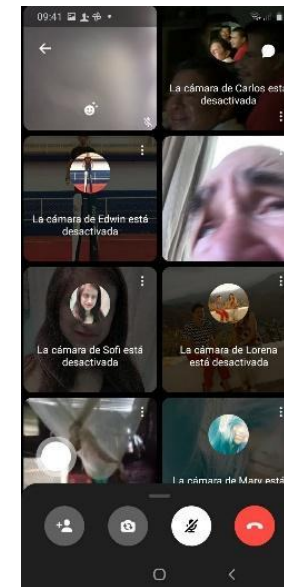 09:41
La cámara de Carlos está
desactivada
La cámara de Edwin está
desactivada
La cámara de Sofi está
desactivada
La cámara de Lorena
está desactivada
La cámara de Mary está